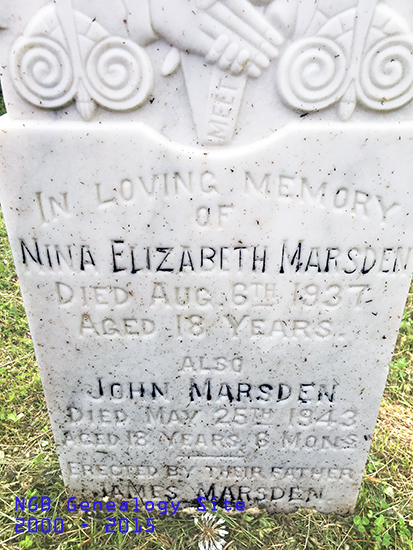 MEET
IN LOVING MEMORY
OF
NINA ELIZABETH MARSDEN
DIED AUG. 6TH 1937
AGED 18 YEARS.
ALSO
JOHN MARSDEN
DIED MAY 25TH 1943
AGED 18 YEARS 8 MONS.
ERECTED BY THEIR FATHER
JAMES MARSDEN
NGB Genealogy Site
2000 - 2015